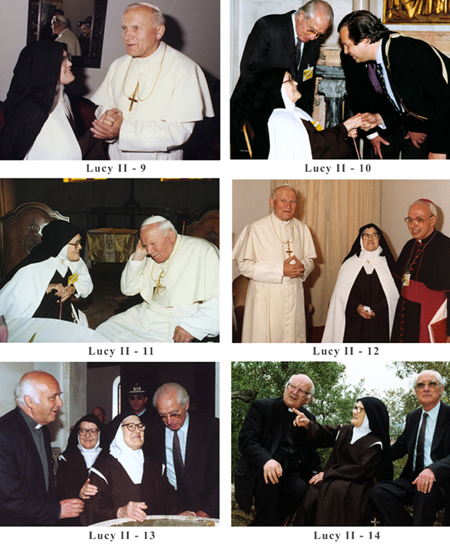 Lucy II - 9
Lucy II - 10
Lucy II - 11
Lucy II - 12
Lucy II - 13
Lucy II - 14